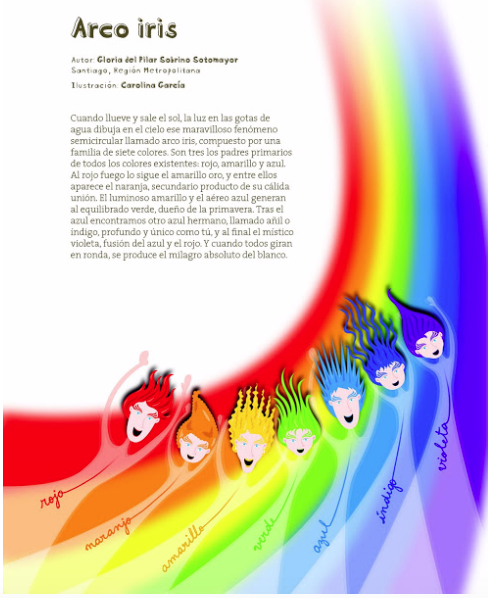 Arco iris
Autor: Gloria del Pilar Sobrino Sotomayor
Santiago, Región Metropolitana
Ilustración: Carolina García
Cuando llueve y sale el sol, la luz en las gotas de
agua dibuja en el cielo ese maravilloso fenómeno
semicircular llamado arco iris, compuesto por una
familia de siete colores. Son tres los padres primarios
de todos los colores existentes: rojo, amarillo y azul.
Al rojo fuego lo sigue el amarillo oro, y entre ellos
aparece el naranja, secundario producto de su cálida
unión. El luminoso amarillo y el aéreo azul generan
al equilibrado verde, dueño de la primavera. Tras el
azul encontramos otro azul hermano, llamado añil o
índigo, profundo y único como tú, y al final el místico
violeta, fusión del azul y el rojo. Y cuando todos giran
en ronda, se produce el milagro absoluto del blanco.
rojo
naranjo
amarillo
verde
azul
índigo
violeta